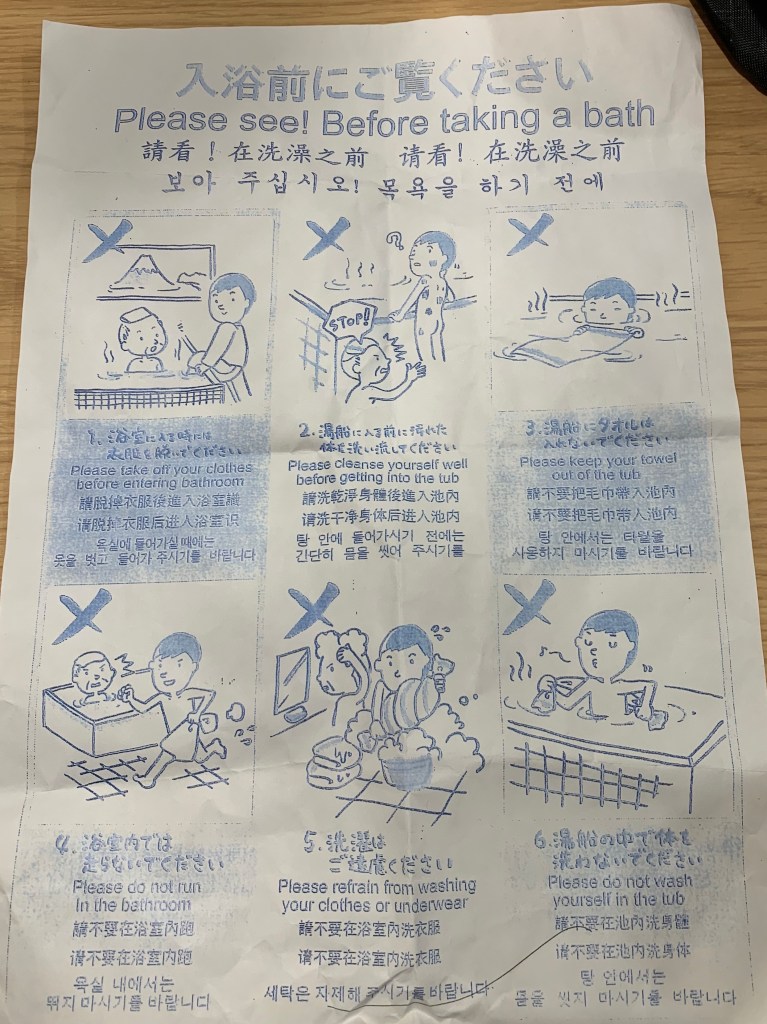 入浴前にご覧ください
Please see! Before taking a bath
請看！在洗澡之前 请看！在洗澡之前
보아 주십시오! 목욕을 하기 전에
STOP!
?
1. 浴室に入る時には
衣服を脱いでください
Please take off your clothes
before entering bathroom
請脱掉衣服後進入浴室識
请脱掉衣服后进入浴室识
욕실에 들어가실 때에는
옷을 벗고 들어가 주시기를 바랍니다
2. 湯船に入る前に汚れた
体を洗い流してください
Please cleanse yourself well
before getting into the tub
請洗乾淨身體後進入池內
请洗干净身体后进入池内
탕 안에 들어가시기 전에는
간단히 몸을 씻어 주시기를
3. 湯船にタオルは
入れないでください
Please keep your towel
out of the tub
請不要把毛巾帶入池內
请不要把毛巾带入池内
탕 안에서는 타월을
사용하지 마시기를 바랍니다
4. 浴室内では
走らないでください
Please do not run
In the bathroom
請不要在浴室內跑
请不要在浴室内跑
욕실 내에서는
뛰지 마시기를 바랍니다
5. 洗濯は
ご遠慮ください
Please refrain from washing
your clothes or underwear
請不要在浴室內洗衣服
请不要在浴室内洗衣服
세탁은 자제해 주시기를 바랍니다
6. 湯船の中で体を
洗わないでください
Please do not wash
yourself in the tub
請不要在池內洗身體
请不要在池内洗身体
탕 안에서는
몸을 씻지 마시기를 바랍니다